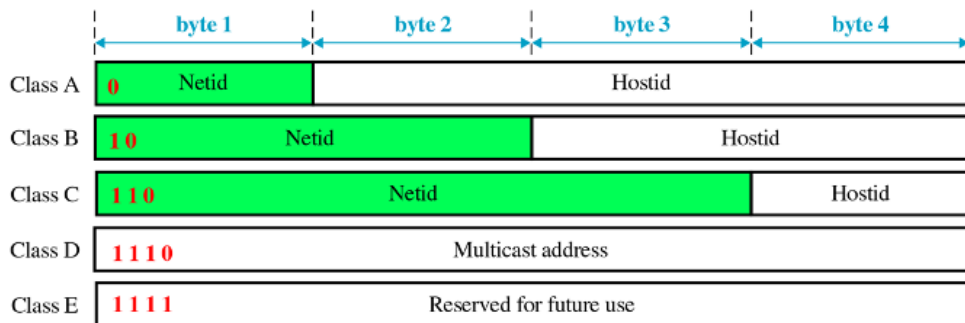 byte 1 byte 2 byte 3 byte 4
Class A 0 Netid Hostid
Class B 1 0 Netid Hostid
Class C 1 1 0 Netid Hostid
Class D 1 1 1 0 Multicast address
Class E 1 1 1 1 Reserved for future use